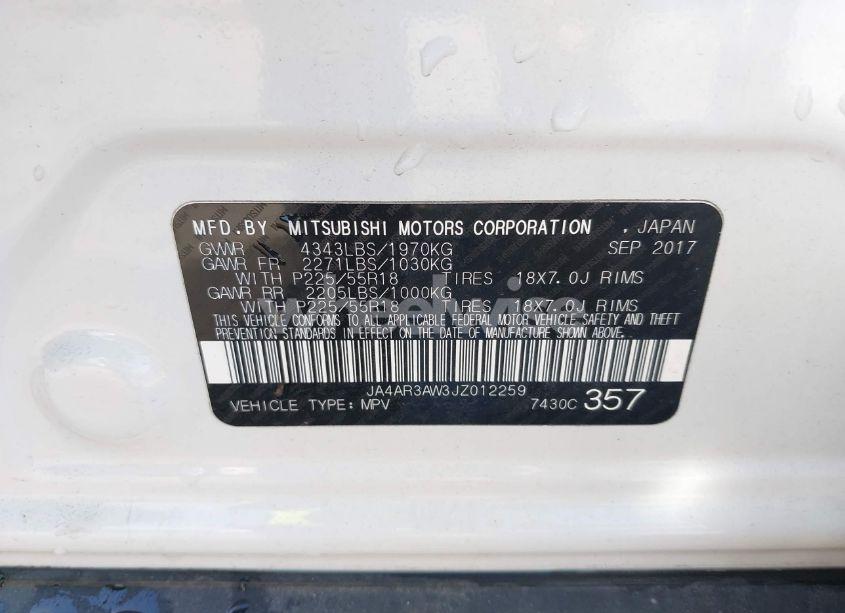 MFD.BY MITSUBISHI MOTORS CORPORATION , JAPAN
GVWR 4343LBS/1970KG SEP 2017
GAWR FR 2271LBS/1030KG
WITH P225/55R18 TIRES 18X7.0J RIMS
GAWR RR 2205LBS/1000KG
WITH P225/55R18 TIRES 18X7.0J RIMS
THIS VEHICLE CONFORMS TO ALL APPLICABLE FEDERAL MOTOR VEHICLE SAFETY AND THEFT
PREVENTION STANDARDS IN EFFECT ON THE DATE OF MANUFACTURE SHOWN ABOVE.
JA4AR3AW3JZ012259
VEHICLE TYPE: MPV 7430C 357